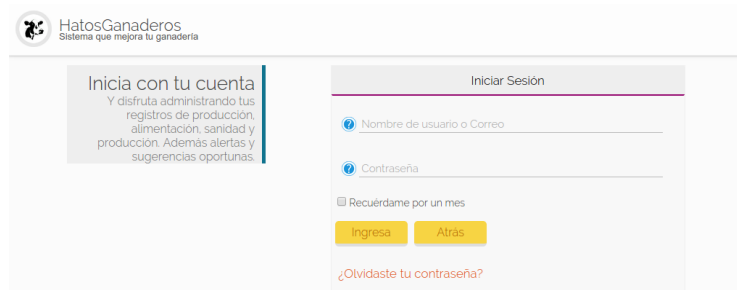 HatosGanaderos
Sistema que mejora tu ganadería
Inicia con tu cuenta
Y disfruta administrando tus
registros de producción,
alimentación, sanidad y
producción. Además alertas y
sugerencias oportunas.
Iniciar Sesión
? Nombre de usuario o Correo
? Contraseña
Recuérdame por un mes
Ingresa Atrás
¿Olvidaste tu contraseña?